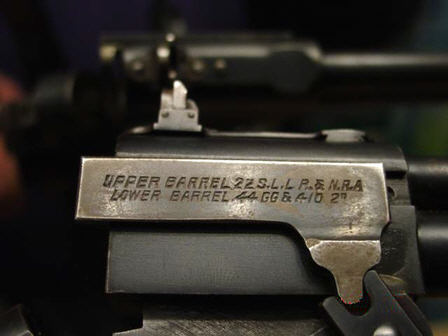 UPPER BARREL 22 S.L.L R.& N.R.A
LOWER BARREL 44 GG & 410 2"